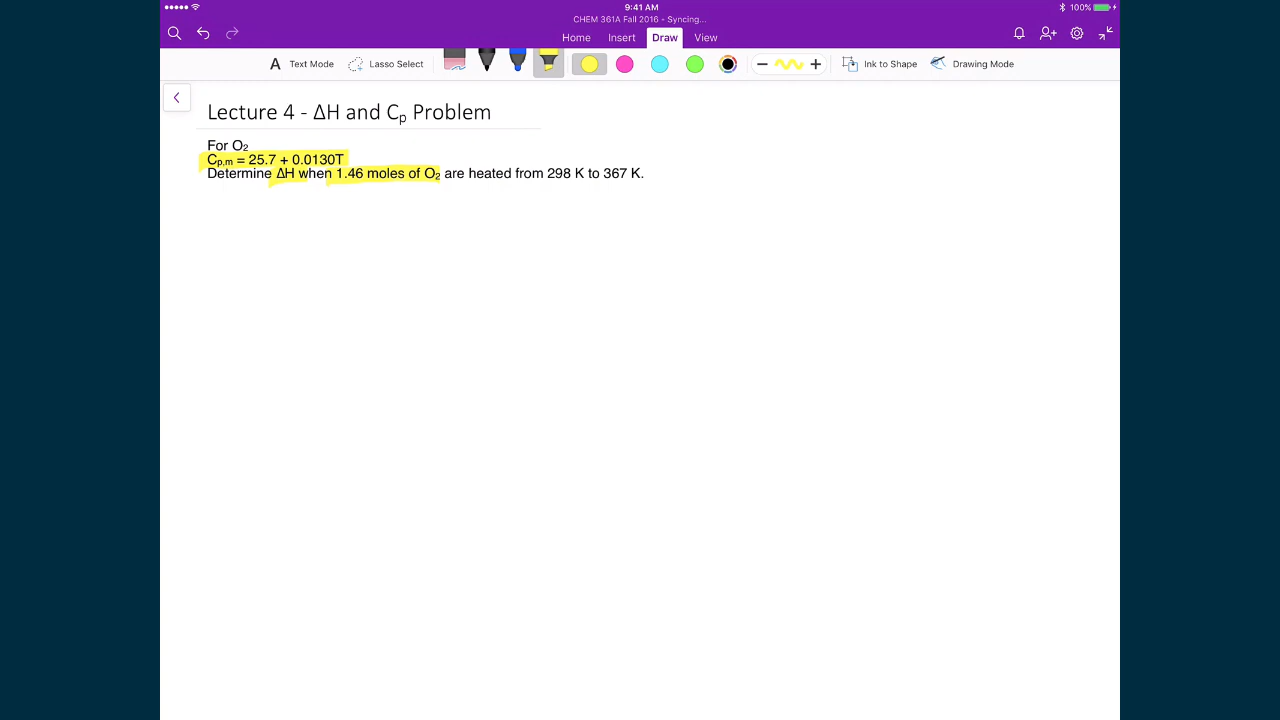 9:41 AM
100%
CHEM 361A Fall 2016 - Syncing...
Home Insert Draw View
A Text Mode Lasso Select Ink to Shape Drawing Mode
Lecture 4 - ΔH and Cₚ Problem
For O₂
Cₚ,ₘ = 25.7 + 0.0130T
Determine ΔH when 1.46 moles of O₂ are heated from 298 K to 367 K.